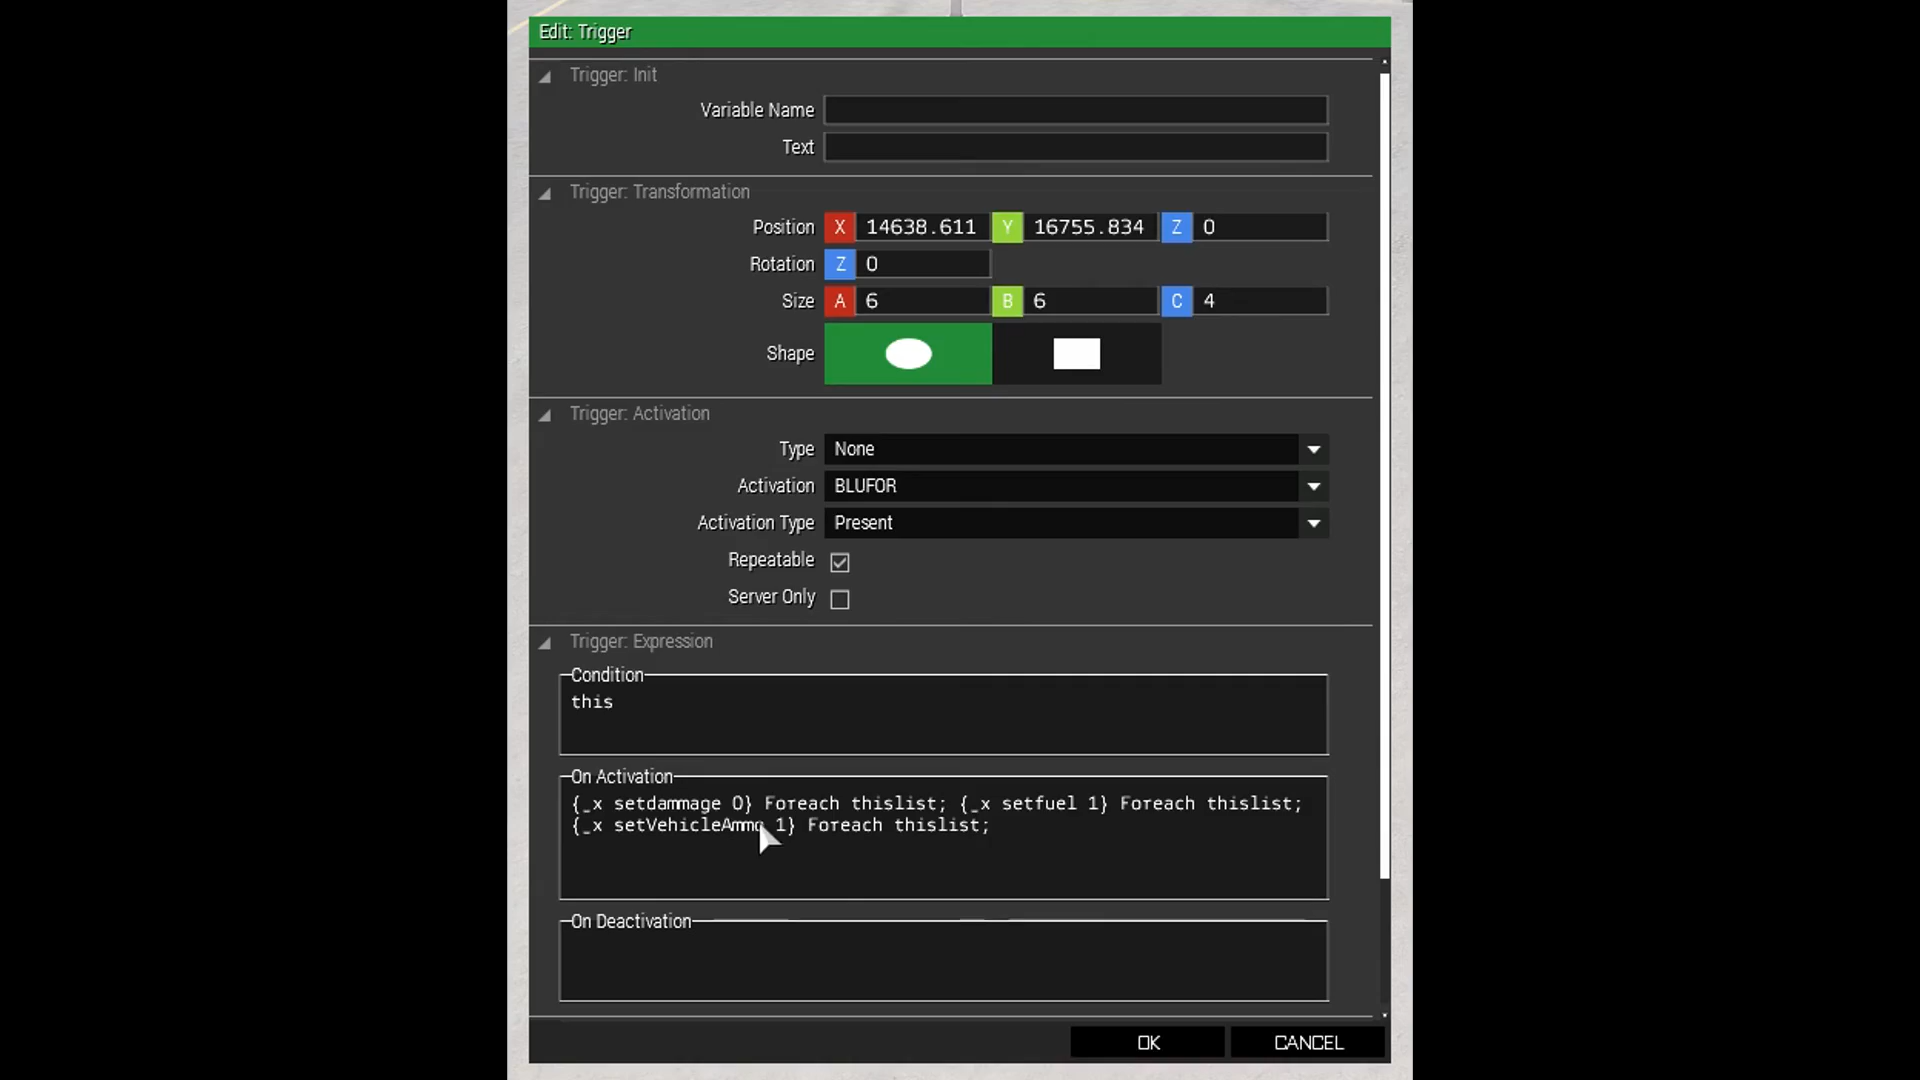 Edit: Trigger
Trigger: Init
Variable Name
Text
Trigger: Transformation
Position X 14638.611 Y 16755.834 Z 0
Rotation Z 0
Size A 6 B 6 C 4
Shape
Trigger: Activation
Type None
Activation BLUFOR
Activation Type Present
Repeatable
Server Only
Trigger: Expression
Condition
this
On Activation
{_x setdammage 0} Foreach thislist; {_x setfuel 1} Foreach thislist;
{_x setVehicleAmmo 1} Foreach thislist;
On Deactivation
OK CANCEL